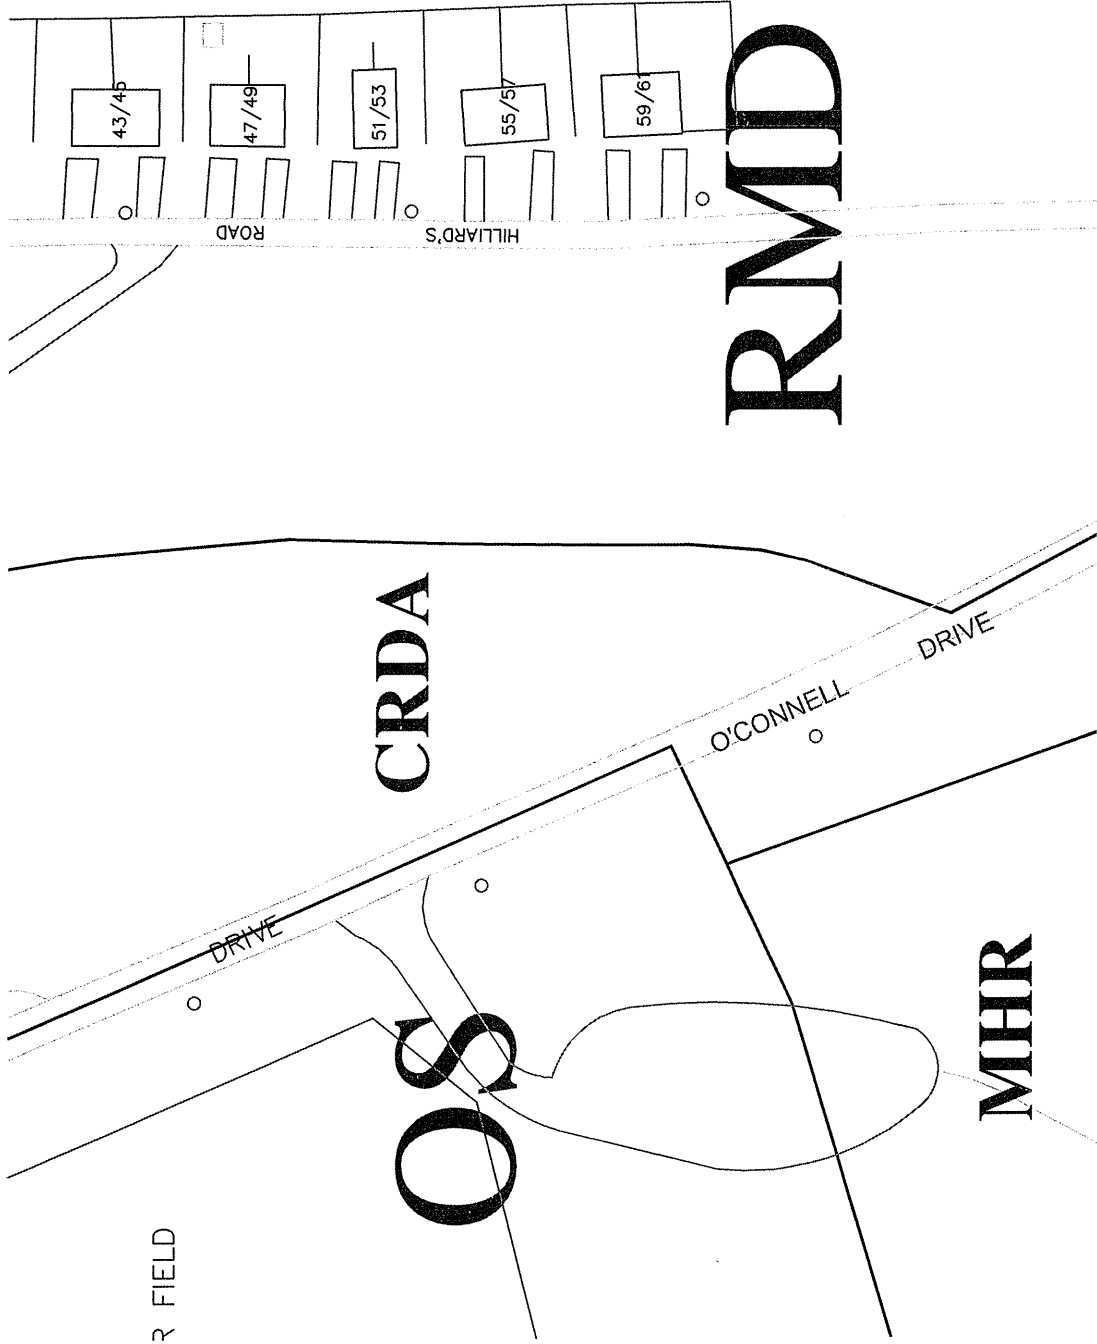 43/45
47/49
51/53
55/57
59/61
HILLIARD'S
ROAD
RMD
CRDA
O'CONNELL
DRIVE
DRIVE
OS
MHR
R FIELD